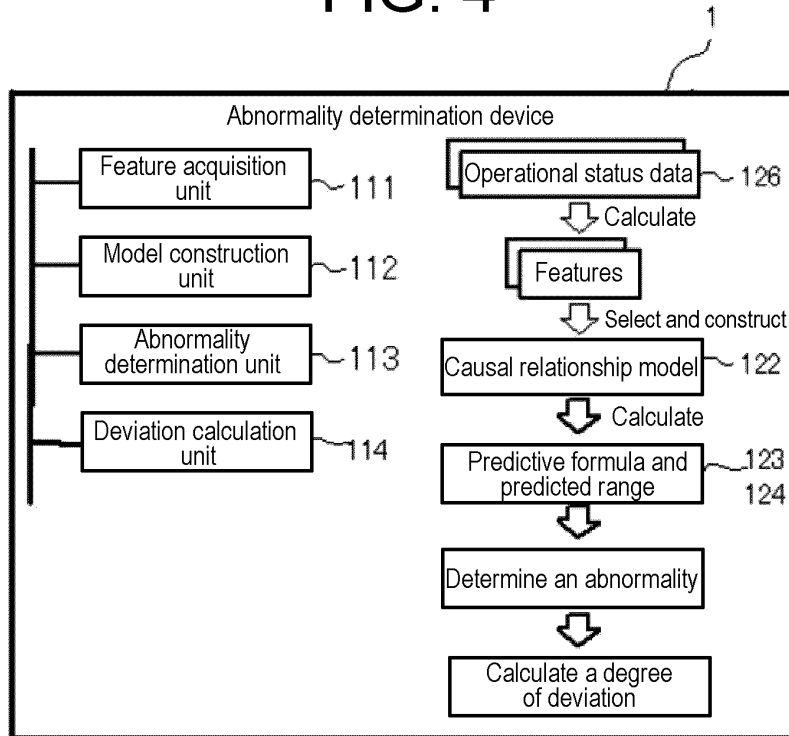 FIG. 4
1
Abnormality determination device
Feature acquisition
unit
111
Model construction
unit
112
Abnormality
determination unit
113
Deviation calculation
unit
114
Operational status data
126
Calculate
Features
Select and construct
Causal relationship model
122
Calculate
Predictive formula and
predicted range
123
124
Determine an abnormality
Calculate a degree
of deviation